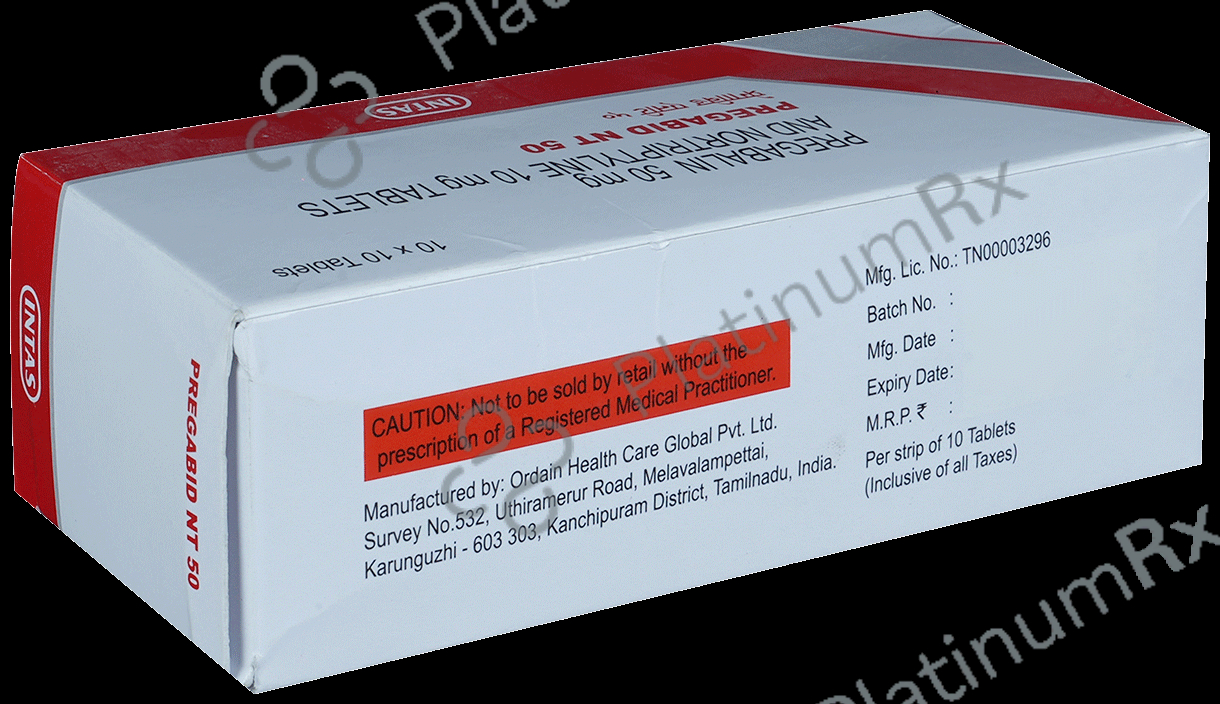 INTAS
प्रेगाबिड एनटी ५०
PREGABID NT 50
PREGABALIN 50 mg
AND NORTRIPTYLINE 10 mg TABLETS
10 x 10 Tablets
INTAS
PREGABID NT 50
CAUTION: Not to be sold by retail without the
prescription of a Registered Medical Practitioner.
Manufactured by: Ordain Health Care Global Pvt. Ltd.
Survey No.532, Uthiramerur Road, Melavalampettai,
Karunguzhi - 603 303, Kanchipuram District, Tamilnadu, India.
Mfg. Lic. No.: TN00003296
Batch No. :
Mfg. Date :
Expiry Date:
M.R.P. ₹ :
Per strip of 10 Tablets
(Inclusive of all Taxes)
PlatinumRx
PlatinumRx